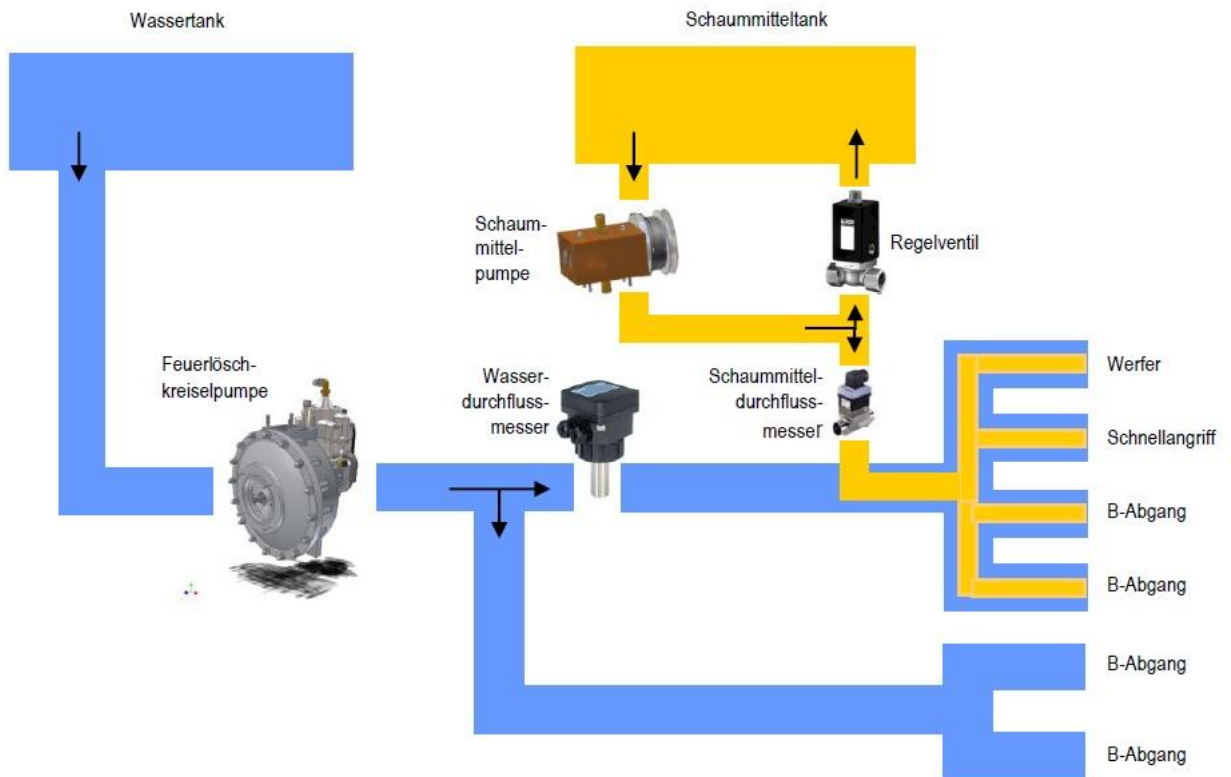 Wassertank
Schaummitteltank
Schaum-
mittel-
pumpe
Regelventil
Feuerlösch-
kreiselpumpe
Wasser-
durchfluss-
messer
Schaummittel-
durchfluss-
messer
Werfer
Schnellangriff
B-Abgang
B-Abgang
B-Abgang
B-Abgang